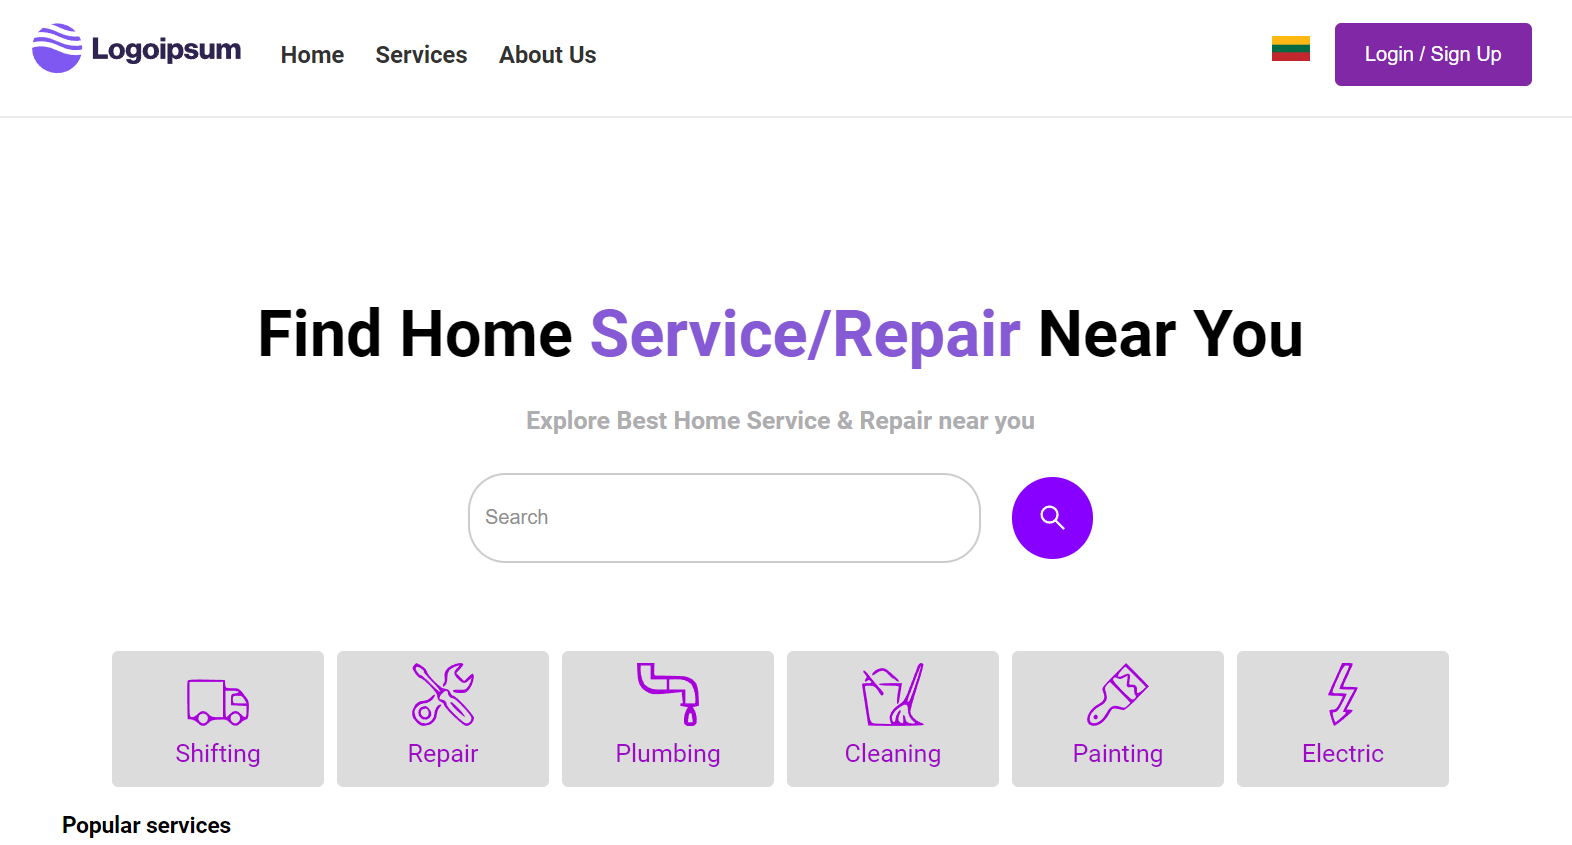 Logoipsum
Home Services About Us
Login / Sign Up
Find Home Service/Repair Near You
Explore Best Home Service & Repair near you
Search
Shifting Repair Plumbing Cleaning Painting Electric
Popular services